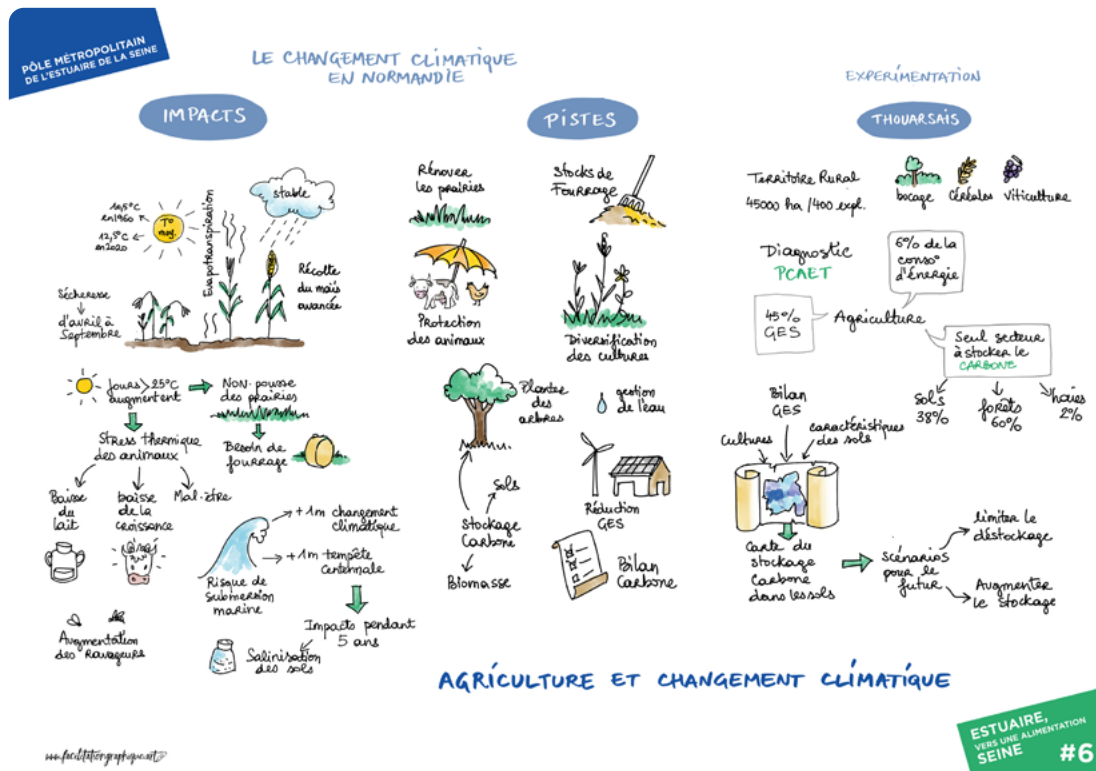 PÔLE MÉTROPOLITAIN
DE L'ESTUAIRE DE LA SEINE
LE CHANGEMENT CLIMATIQUE
EN NORMANDIE
IMPACTS
stable
10,5°C
en 1960
T°
moy.
12,5°C
en 2020
Evapotranspiration
Récolte
du maïs
avancée
Sécheresse
d'avril à
Septembre
Jours > 25°C
augmentent
NON-pousse
des prairies
Stress thermique
des animaux
Besoin de
fourrage
Baisse
du
lait
baisse
de la
croissance
Mal-être
+1m changement
climatique
+1m tempête
centennale
Risque de
submersion
marine
Impacts pendant
5 ans
Salinisation
des sols
Augmentation
des Ravageurs
PISTES
Rénover
les prairies
Stocks de
Fourrage
Protection
des animaux
Diversification
des cultures
Planter
des
arbres
gestion
de l'eau
Sols
Stockage
Carbone
Biomasse
Réduction
GES
Bilan
Carbone
EXPERIMENTATION
THOUARSAIS
Territoire Rural
45000 ha / 400 expl.
bocage
Céréales
Viticulture
Diagnostic
PCAET
6% de la
conso°
d'Énergie
45%
GES
Agriculture
Seul secteur
à stocker le
CARBONE
Sols
38%
forêts
60%
haies
2%
Bilan
GES
Cultures
caractéristiques
des sols
Carte du
stockage
Carbone
dans les sols
scénarios
pour le
futur
limiter le
déstockage
Augmenter
le stockage
AGRICULTURE ET CHANGEMENT CLIMATIQUE
www.facilitationgraphique.art
ESTUAIRE,
VERS UNE ALIMENTATION
SEINE
#6